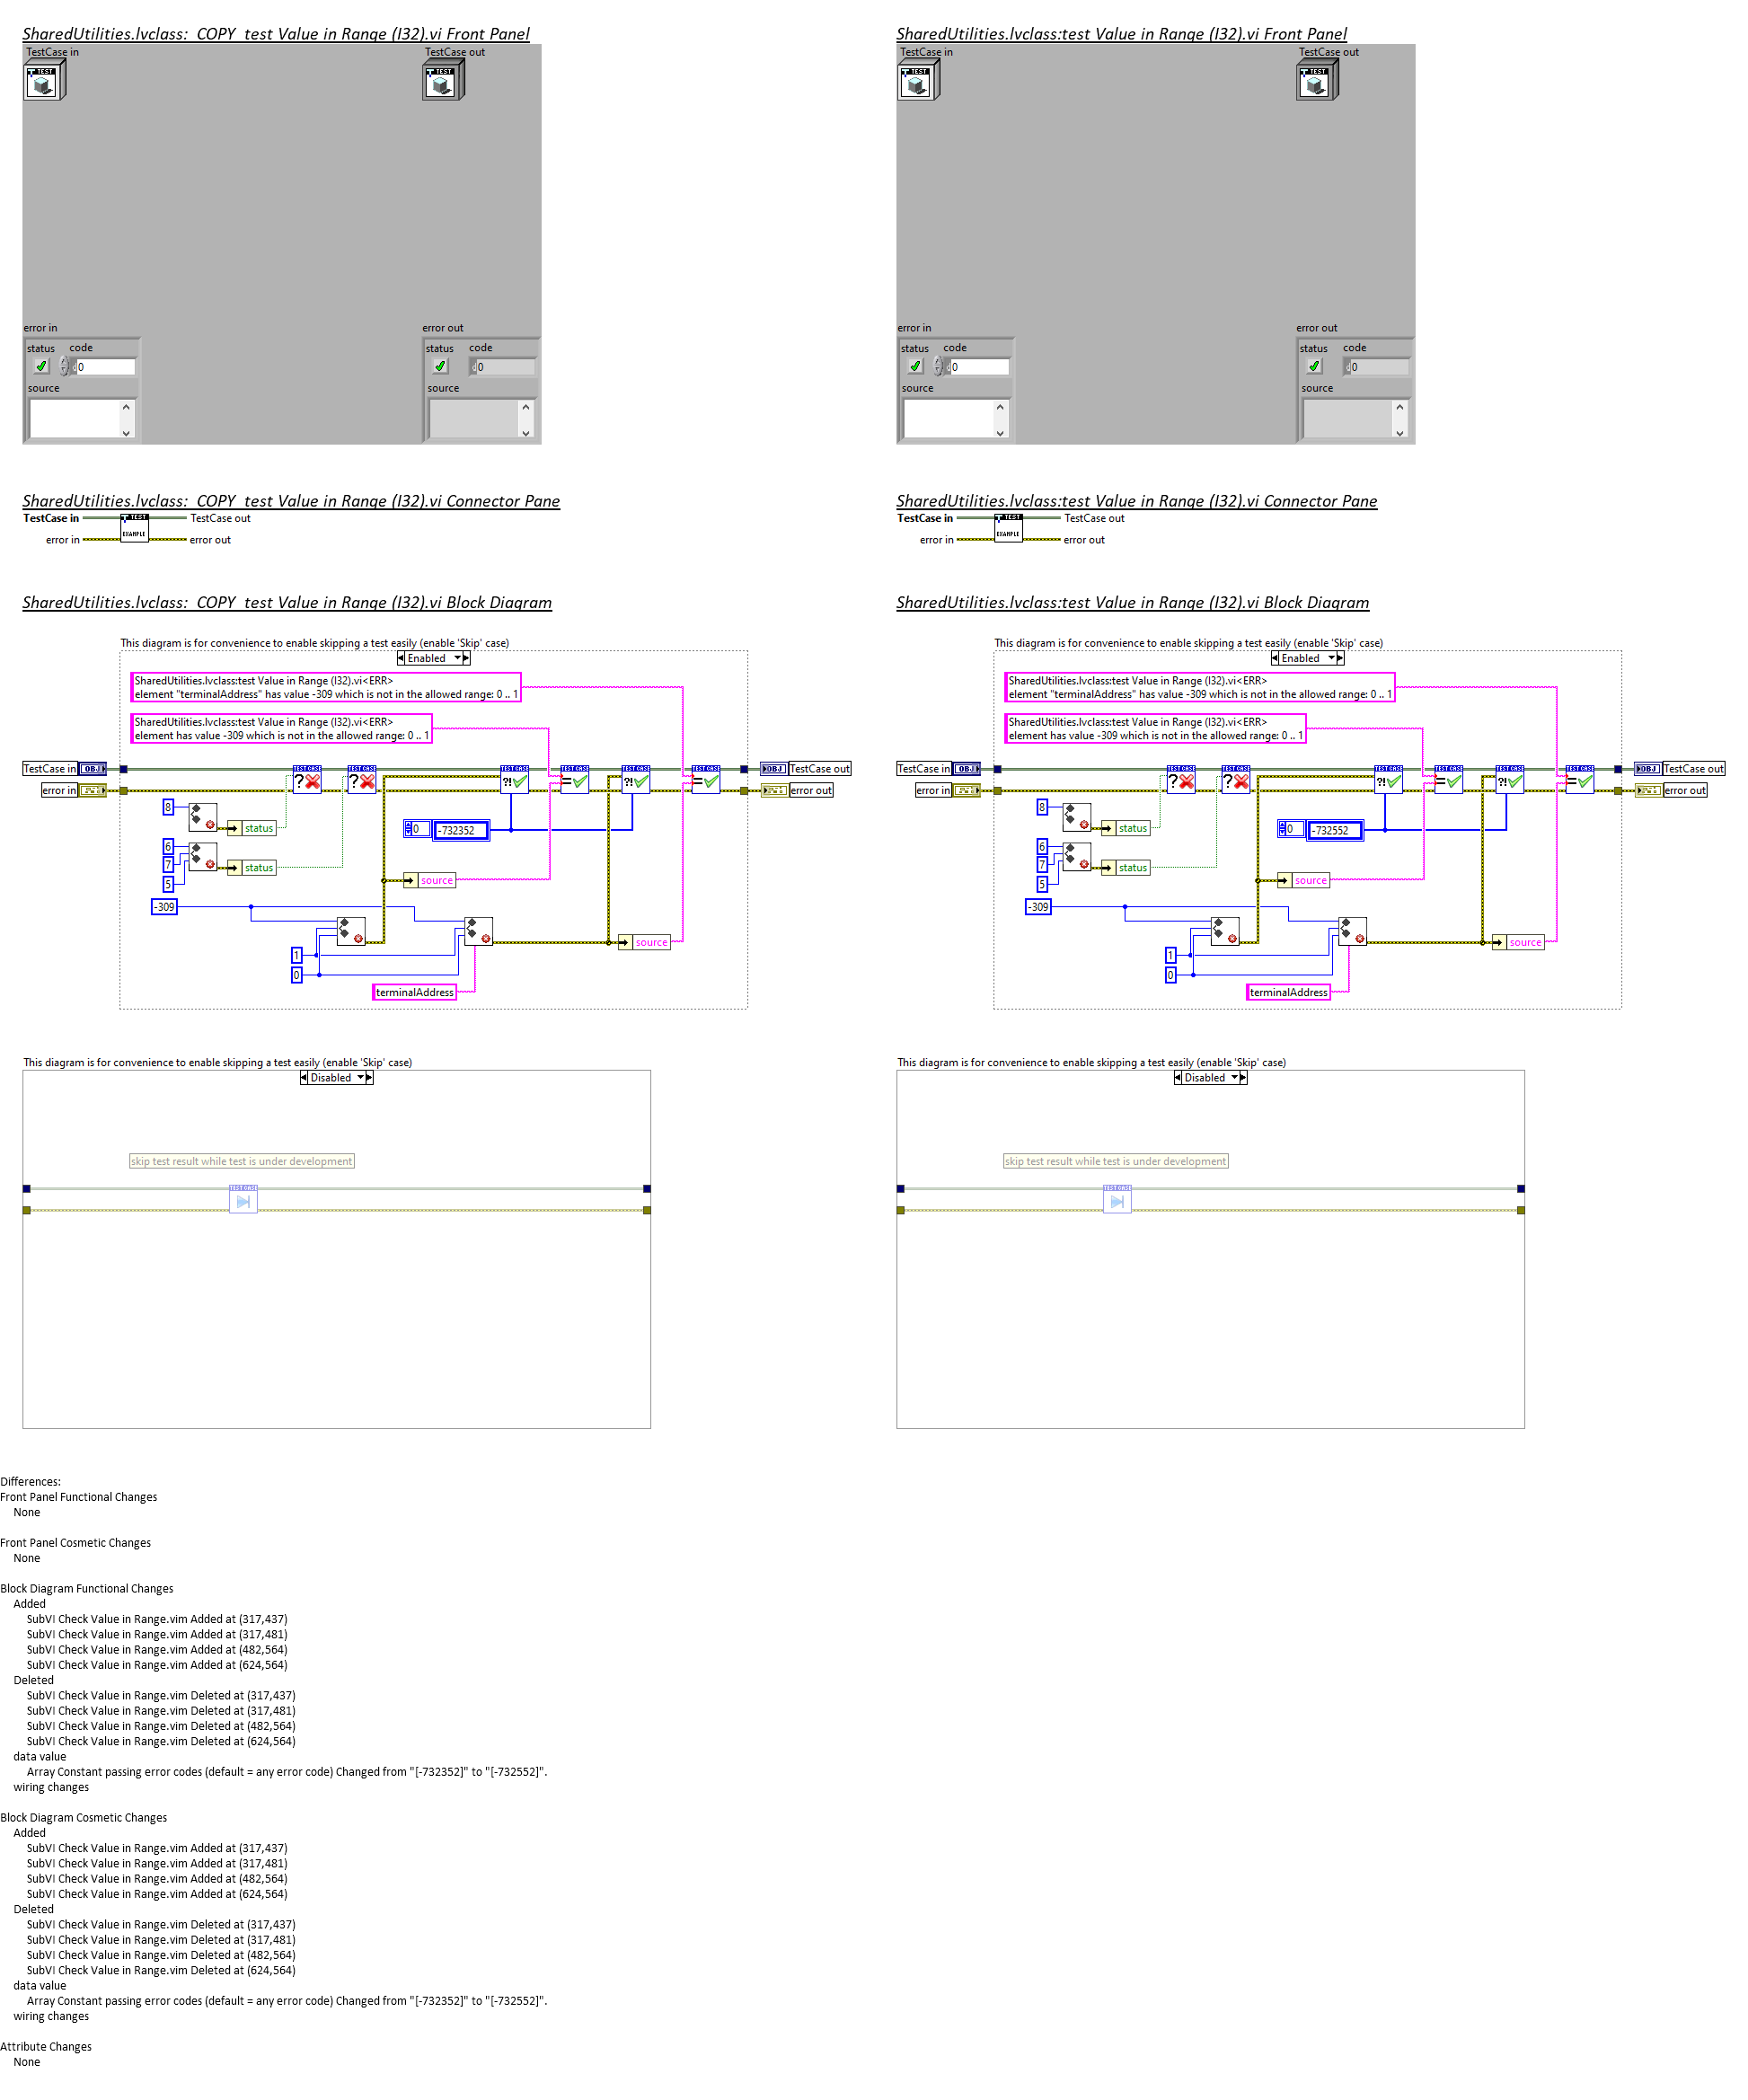 SharedUtilities.lvclass:_COPY_test Value in Range (I32).vi Front Panel
TestCase in
TestCase out
TEST
TEST
error in
error out
status
code
status
code
0
0
source
source
SharedUtilities.lvclass:test Value in Range (I32).vi Front Panel
TestCase in
TestCase out
TEST
TEST
error in
error out
status
code
status
code
0
0
source
source
SharedUtilities.lvclass:_COPY_test Value in Range (I32).vi Connector Pane
TestCase in
TEST
TestCase out
error in
EXAMPLE
error out
SharedUtilities.lvclass:test Value in Range (I32).vi Connector Pane
TestCase in
TEST
TestCase out
error in
EXAMPLE
error out
SharedUtilities.lvclass:_COPY_test Value in Range (I32).vi Block Diagram
This diagram is for convenience to enable skipping a test easily (enable 'Skip' case)
Enabled
SharedUtilities.lvclass:test Value in Range (I32).vi<ERR>
element "terminalAddress" has value -309 which is not in the allowed range: 0 .. 1
SharedUtilities.lvclass:test Value in Range (I32).vi<ERR>
element has value -309 which is not in the allowed range: 0 .. 1
TestCase in
OBJ
OBJ
TestCase out
error in
error out
8
status
0
-732352
6
7
status
5
source
-309
source
1
0
terminalAddress
This diagram is for convenience to enable skipping a test easily (enable 'Skip' case)
Disabled
skip test result while test is under development
SharedUtilities.lvclass:test Value in Range (I32).vi Block Diagram
This diagram is for convenience to enable skipping a test easily (enable 'Skip' case)
Enabled
SharedUtilities.lvclass:test Value in Range (I32).vi<ERR>
element "terminalAddress" has value -309 which is not in the allowed range: 0 .. 1
SharedUtilities.lvclass:test Value in Range (I32).vi<ERR>
element has value -309 which is not in the allowed range: 0 .. 1
TestCase in
OBJ
OBJ
TestCase out
error in
error out
8
status
0
-732552
6
7
status
5
source
-309
source
1
0
terminalAddress
This diagram is for convenience to enable skipping a test easily (enable 'Skip' case)
Disabled
skip test result while test is under development
Differences:
Front Panel Functional Changes
None
Front Panel Cosmetic Changes
None
Block Diagram Functional Changes
Added
SubVI Check Value in Range.vim Added at (317,437)
SubVI Check Value in Range.vim Added at (317,481)
SubVI Check Value in Range.vim Added at (482,564)
SubVI Check Value in Range.vim Added at (624,564)
Deleted
SubVI Check Value in Range.vim Deleted at (317,437)
SubVI Check Value in Range.vim Deleted at (317,481)
SubVI Check Value in Range.vim Deleted at (482,564)
SubVI Check Value in Range.vim Deleted at (624,564)
data value
Array Constant passing error codes (default = any error code) Changed from "[-732352]" to "[-732552]".
wiring changes
Block Diagram Cosmetic Changes
Added
SubVI Check Value in Range.vim Added at (317,437)
SubVI Check Value in Range.vim Added at (317,481)
SubVI Check Value in Range.vim Added at (482,564)
SubVI Check Value in Range.vim Added at (624,564)
Deleted
SubVI Check Value in Range.vim Deleted at (317,437)
SubVI Check Value in Range.vim Deleted at (317,481)
SubVI Check Value in Range.vim Deleted at (482,564)
SubVI Check Value in Range.vim Deleted at (624,564)
data value
Array Constant passing error codes (default = any error code) Changed from "[-732352]" to "[-732552]".
wiring changes
Attribute Changes
None